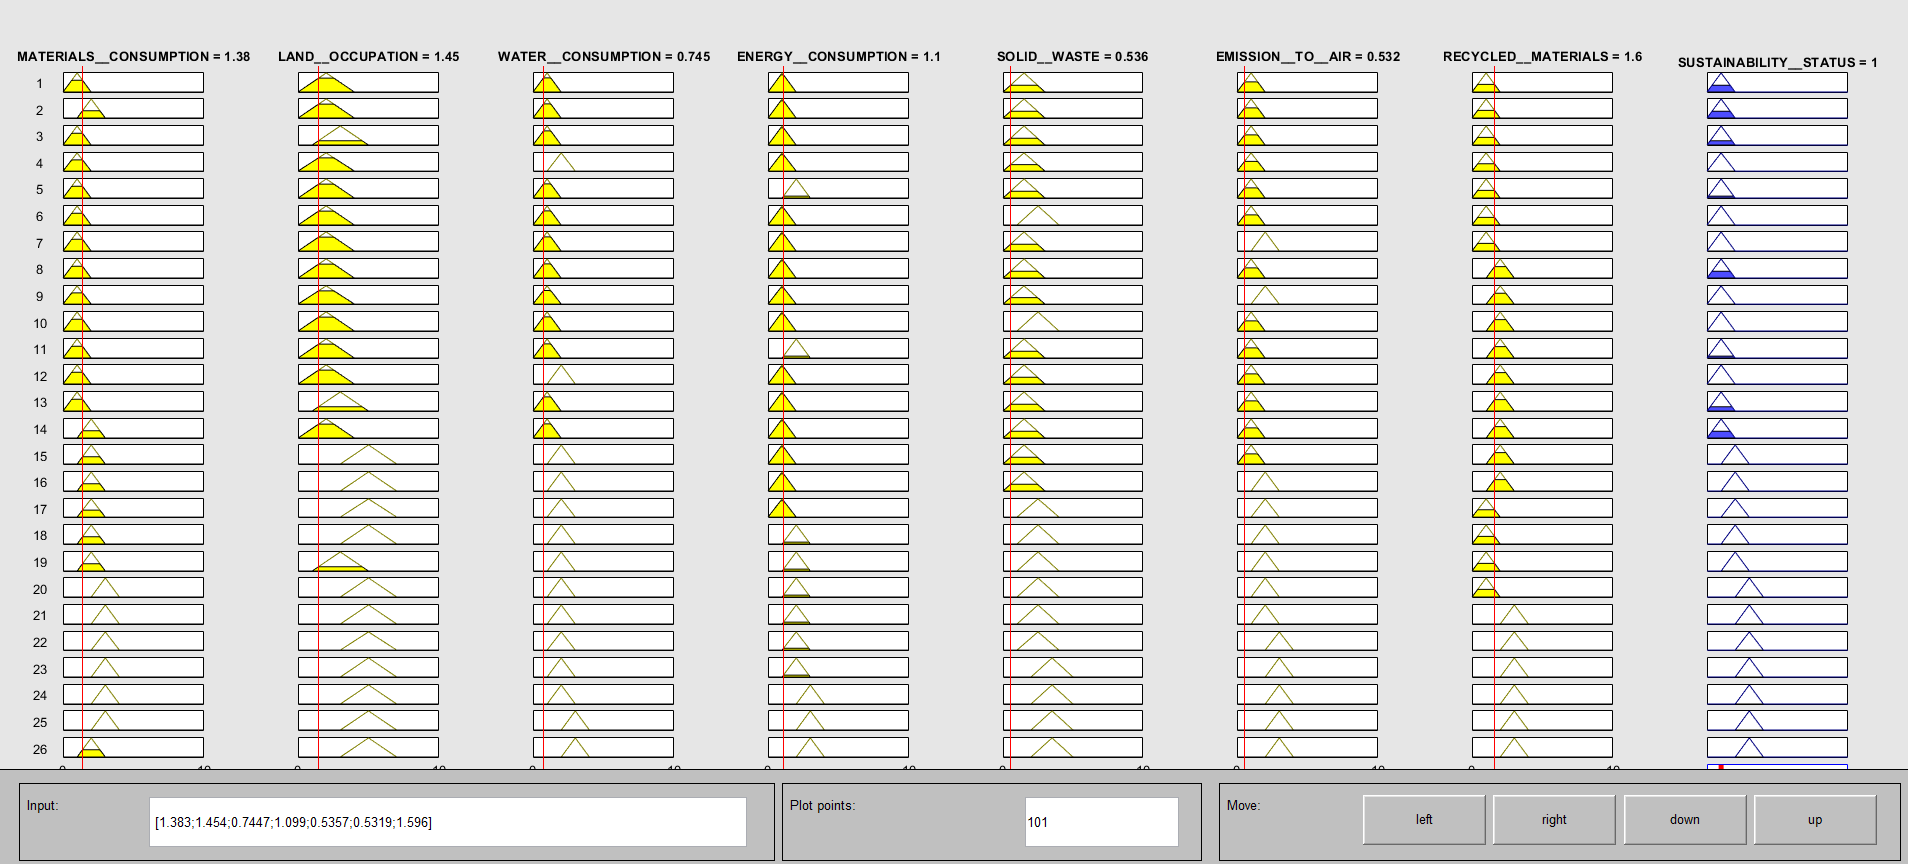 MATERIALS__CONSUMPTION = 1.38
LAND__OCCUPATION = 1.45
WATER__CONSUMPTION = 0.745
ENERGY__CONSUMPTION = 1.1
SOLID__WASTE = 0.536
EMISSION__TO__AIR = 0.532
RECYCLED__MATERIALS = 1.6
SUSTAINABILITY__STATUS = 1
1
2
3
4
5
6
7
8
9
10
11
12
13
14
15
16
17
18
19
20
21
22
23
24
25
26
Input:
[1.383;1.454;0.7447;1.099;0.5357;0.5319;1.596]
Plot points:
101
Move:
left
right
down
up